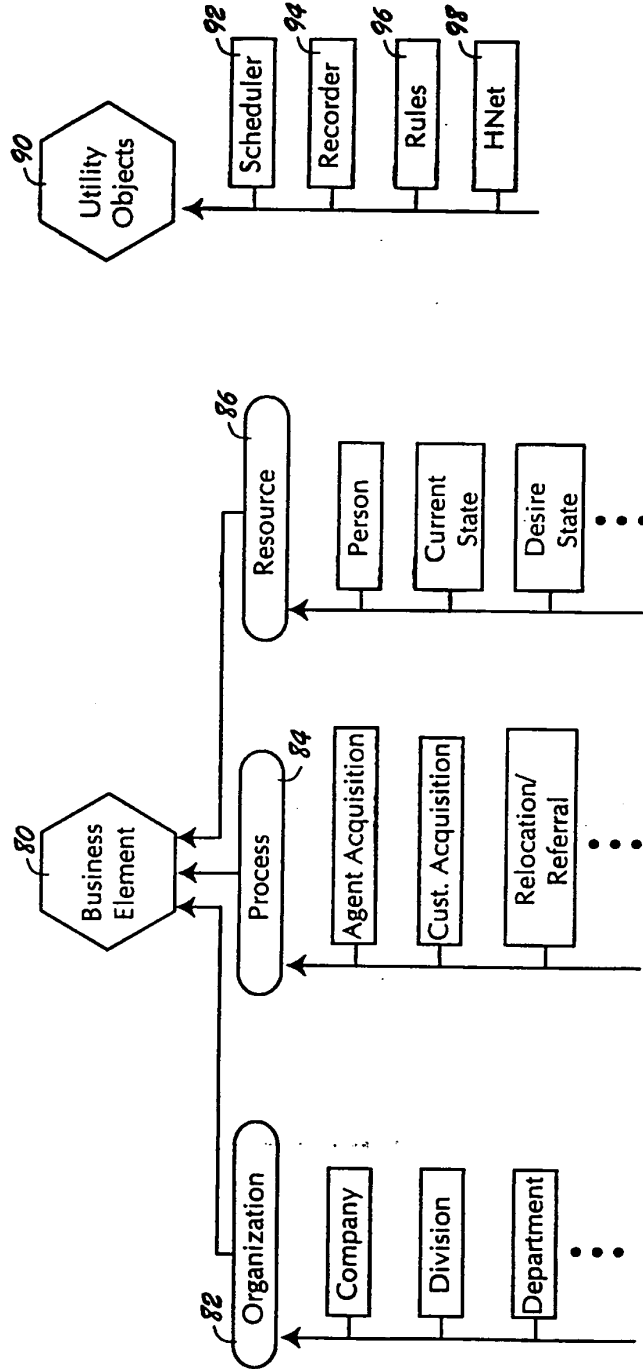 80
Business
Element
82
Organization
Company
Division
Department
84
Process
Agent Acquisition
Cust. Acquisition
Relocation/
Referral
86
Resource
Person
Current
State
Desire
State
90
Utility
Objects
92
Scheduler
94
Recorder
96
Rules
98
HNet